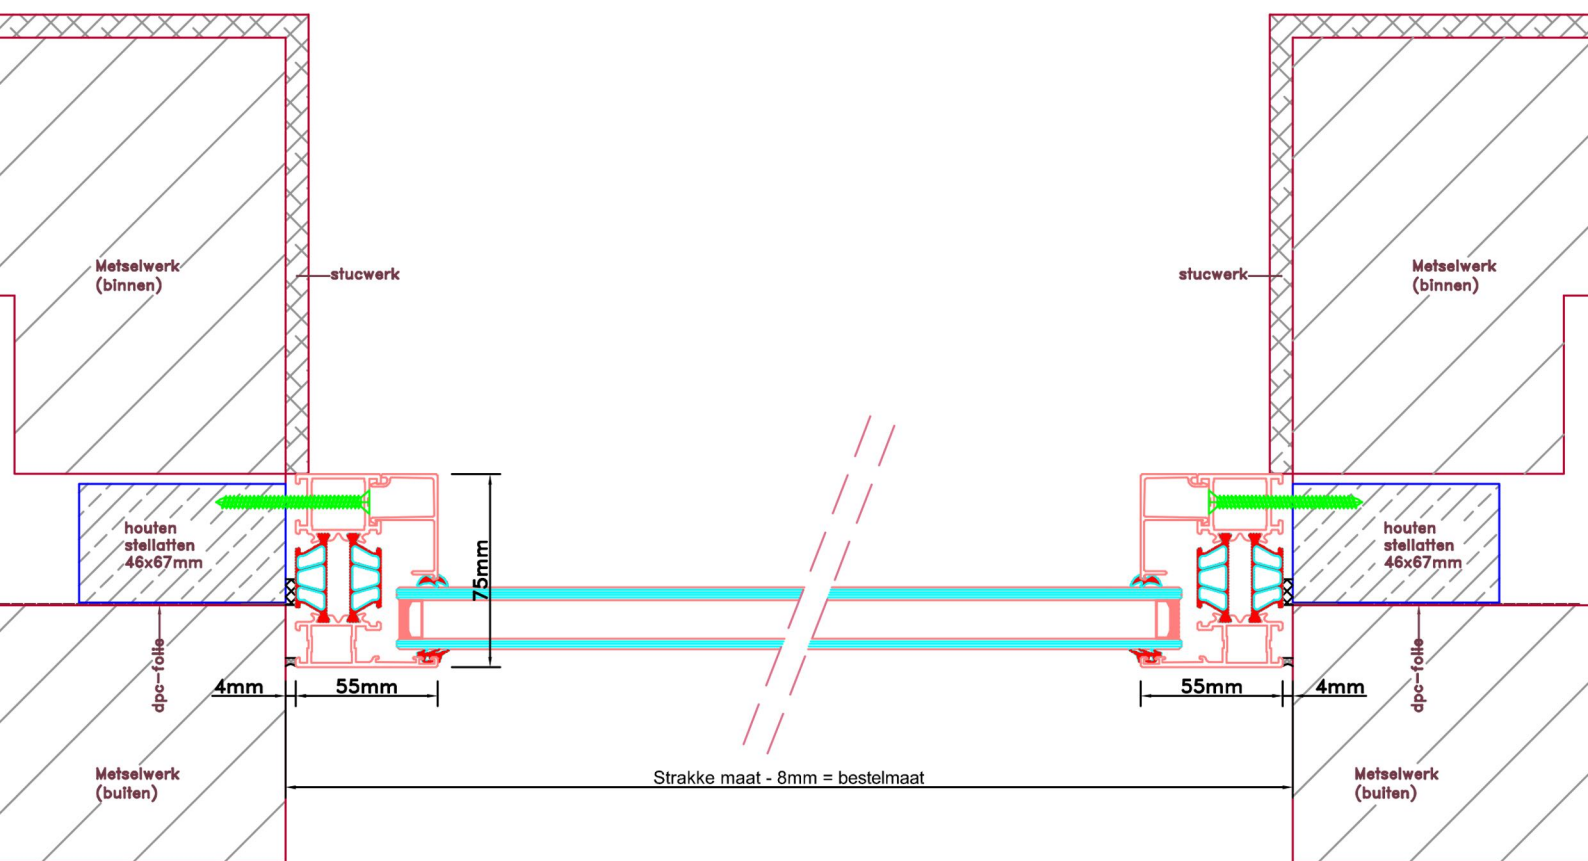 Metselwerk
(binnen)
stucwerk
stucwerk
Metselwerk
(binnen)
houten
stellatten
46x67mm
75mm
houten
stellatten
46x67mm
dpc-folie
dpc-folie
4mm
55mm
55mm
4mm
Metselwerk
(buiten)
Strakke maat - 8mm = bestelmaat
Metselwerk
(buiten)